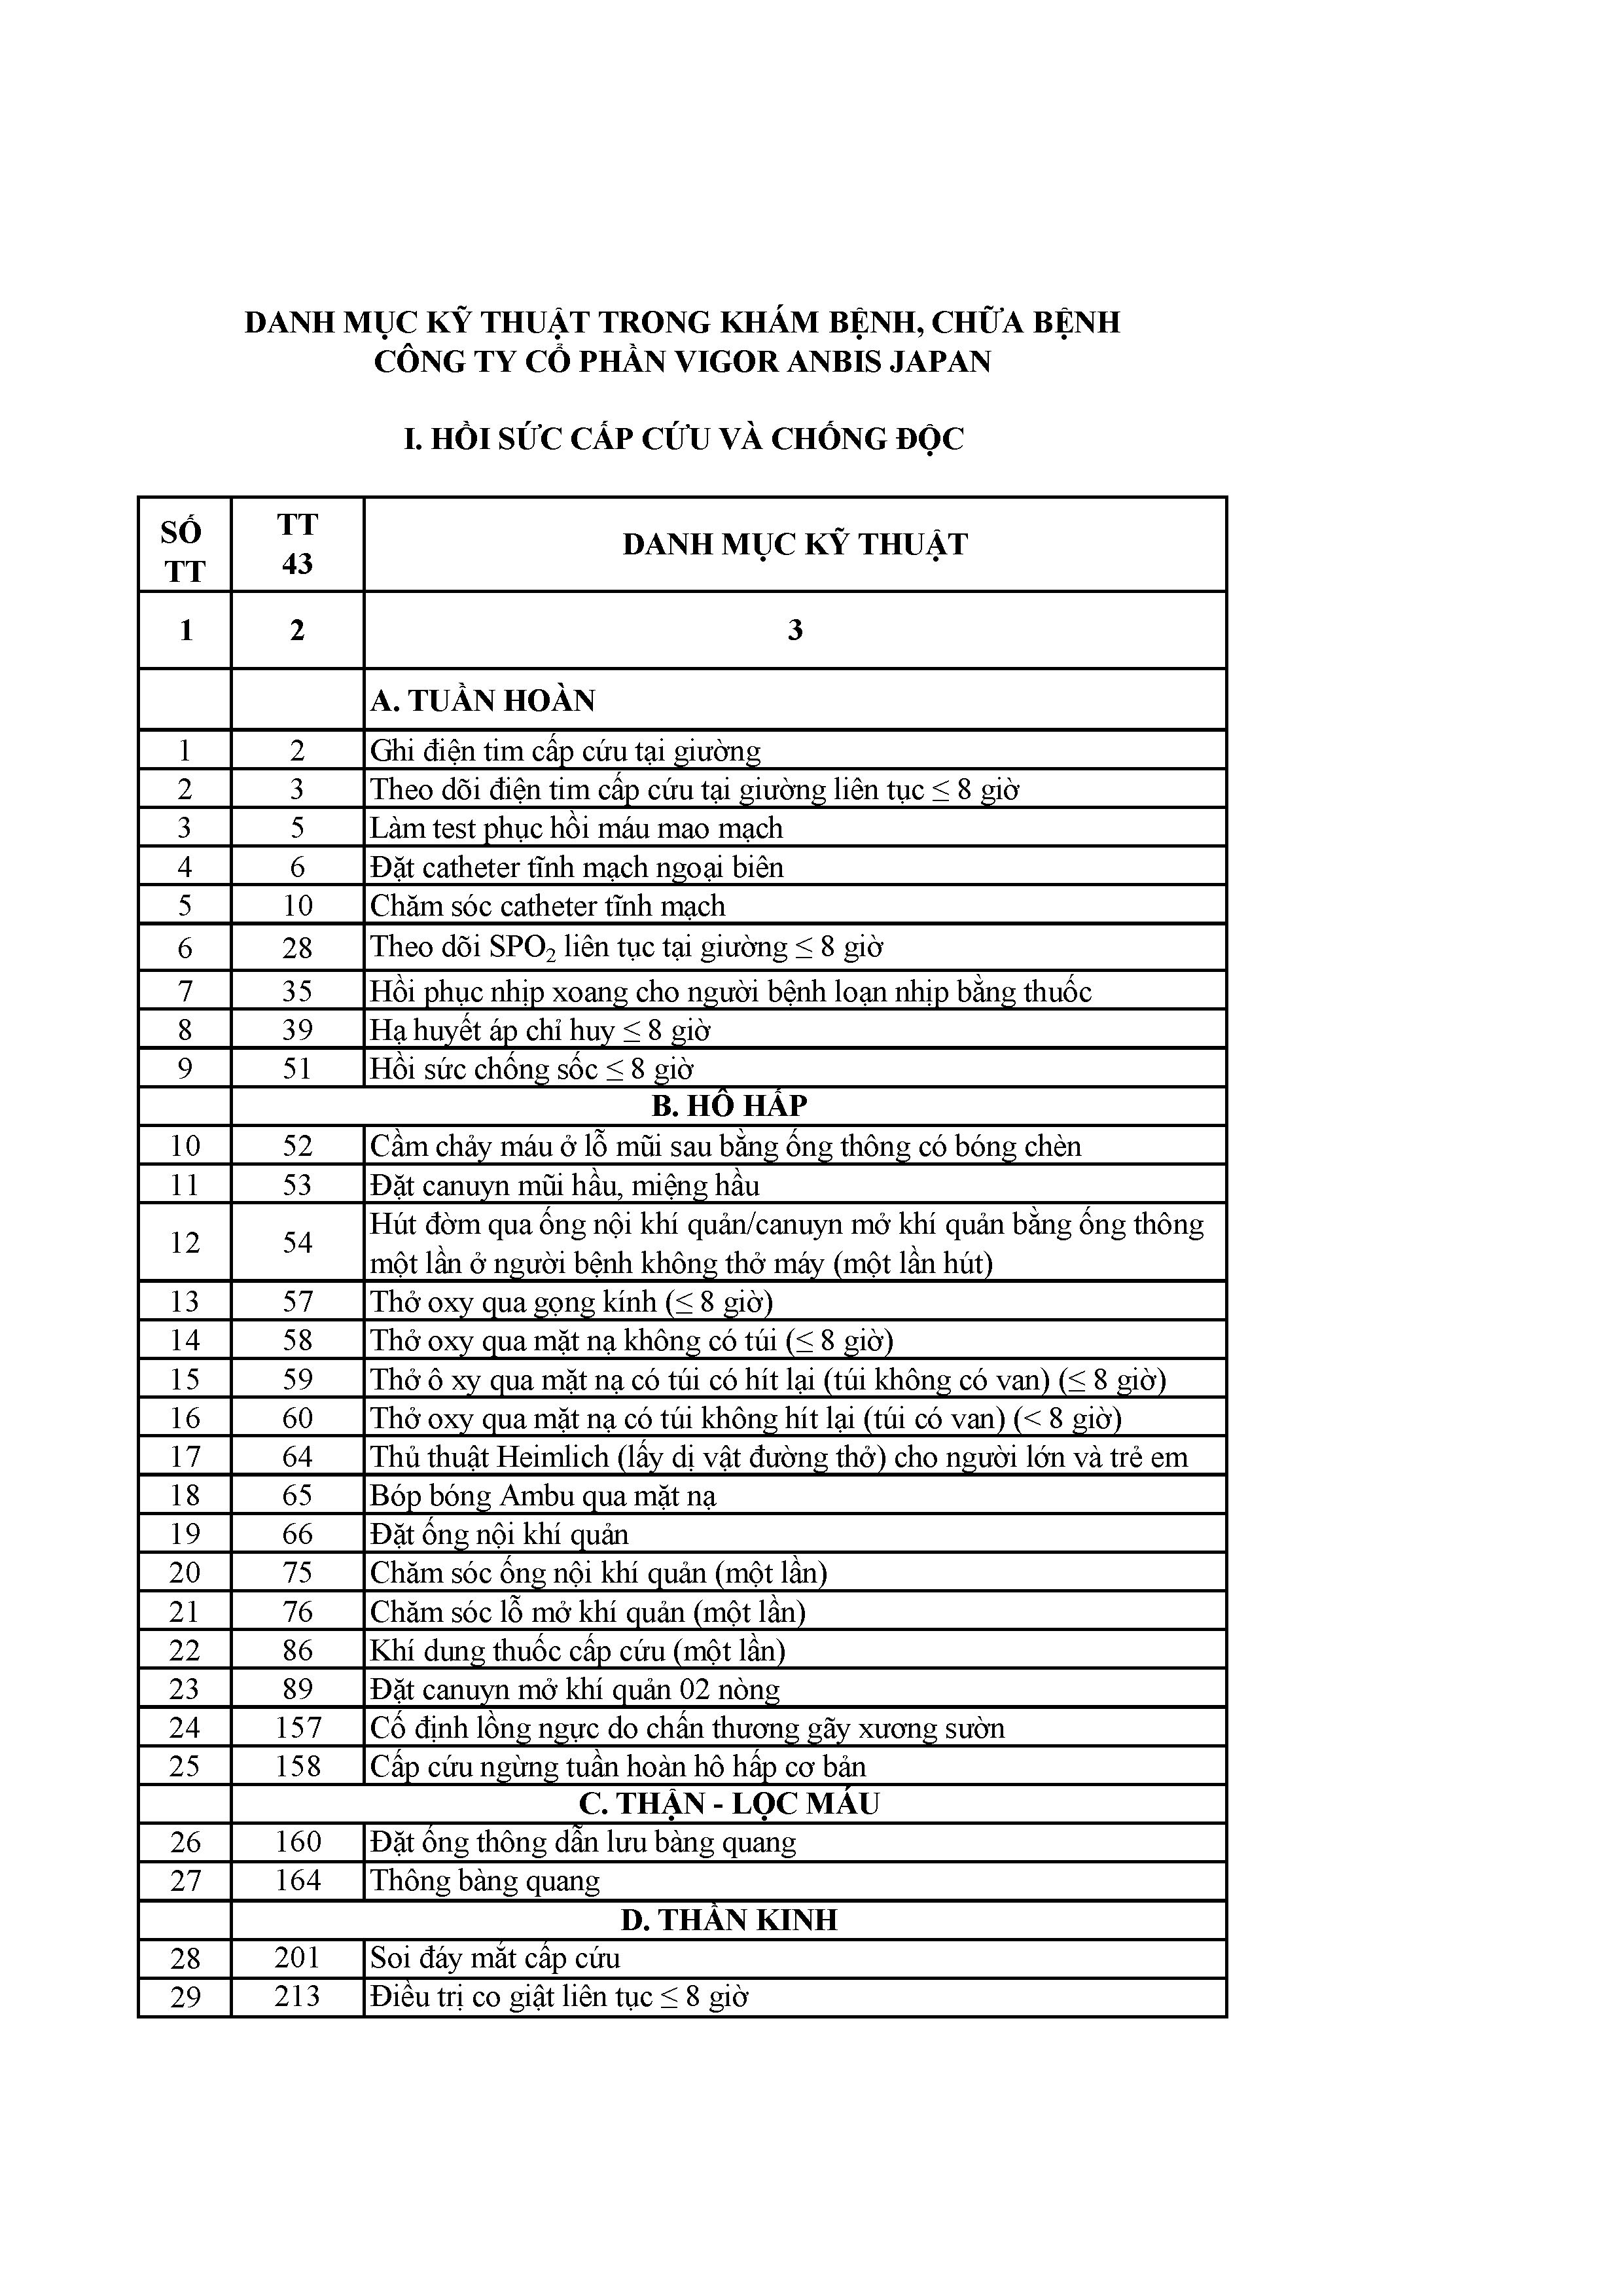 DANH MỤC KỸ THUẬT TRONG KHÁM BỆNH, CHỮA BỆNH
CÔNG TY CỔ PHẦN VIGOR ANBIS JAPAN
I. HỒI SỨC CẤP CỨU VÀ CHỐNG ĐỘC
SỐ TT | TT 43 | DANH MỤC KỸ THUẬT
1 2 3
A. TUẦN HOÀN
1 2 Ghi điện tim cấp cứu tại giường
2 3 Theo dõi điện tim cấp cứu tại giường liên tục ≤ 8 giờ
3 5 Làm test phục hồi máu mao mạch
4 6 Đặt catheter tĩnh mạch ngoại biên
5 10 Chăm sóc catheter tĩnh mạch
6 28 Theo dõi SPO₂ liên tục tại giường ≤ 8 giờ
7 35 Hồi phục nhịp xoang cho người bệnh loạn nhịp bằng thuốc
8 39 Hạ huyết áp chỉ huy ≤ 8 giờ
9 51 Hồi sức chống sốc ≤ 8 giờ
B. HÔ HẤP
10 52 Cầm chảy máu ở lỗ mũi sau bằng ống thông có bóng chèn
11 53 Đặt canuyn mũi hầu, miệng hầu
12 54 Hút đờm qua ống nội khí quản/canuyn mở khí quản bằng ống thông
một lần ở người bệnh không thở máy (một lần hút)
13 57 Thở oxy qua gọng kính (≤ 8 giờ)
14 58 Thở oxy qua mặt nạ không có túi (≤ 8 giờ)
15 59 Thở ô xy qua mặt nạ có túi có hít lại (túi không có van) (≤ 8 giờ)
16 60 Thở oxy qua mặt nạ có túi không hít lại (túi có van) (< 8 giờ)
17 64 Thủ thuật Heimlich (lấy dị vật đường thở) cho người lớn và trẻ em
18 65 Bóp bóng Ambu qua mặt nạ
19 66 Đặt ống nội khí quản
20 75 Chăm sóc ống nội khí quản (một lần)
21 76 Chăm sóc lỗ mở khí quản (một lần)
22 86 Khí dung thuốc cấp cứu (một lần)
23 89 Đặt canuyn mở khí quản 02 nòng
24 157 Cố định lồng ngực do chấn thương gãy xương sườn
25 158 Cấp cứu ngừng tuần hoàn hô hấp cơ bản
C. THẬN - LỌC MÁU
26 160 Đặt ống thông dẫn lưu bàng quang
27 164 Thông bàng quang
D. THẦN KINH
28 201 Soi đáy mắt cấp cứu
29 213 Điều trị co giật liên tục ≤ 8 giờ